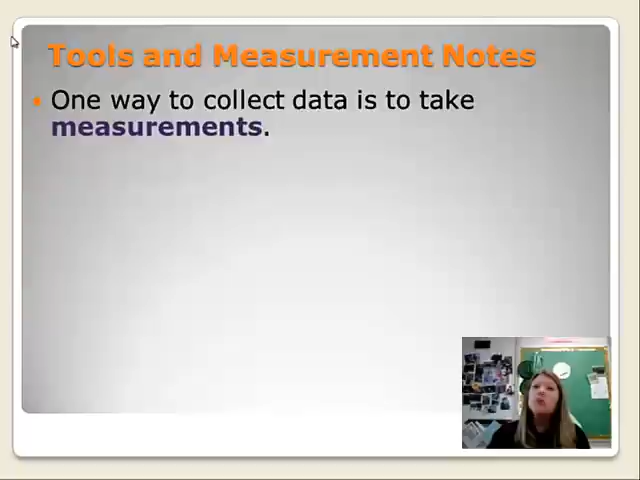 Tools and Measurement Notes
One way to collect data is to take
measurements.